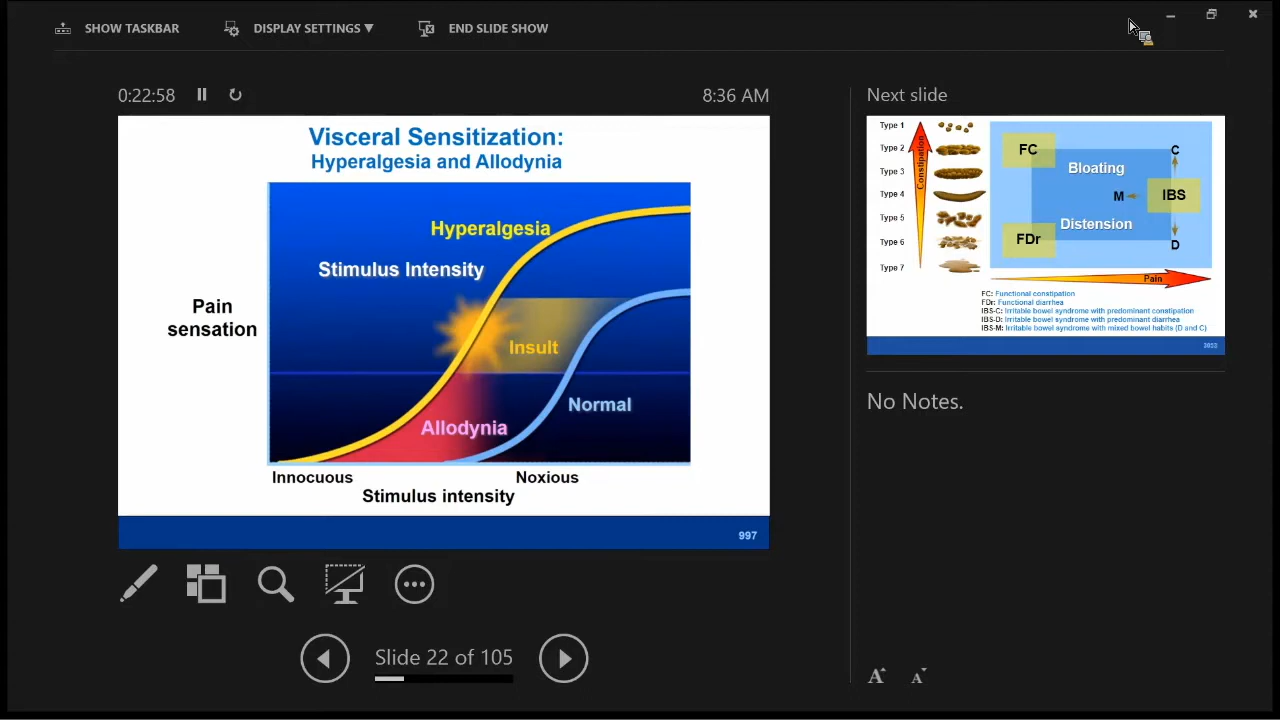 SHOW TASKBAR
DISPLAY SETTINGS ▼
END SLIDE SHOW
0:22:58
8:36 AM
Visceral Sensitization:
Hyperalgesia and Allodynia
Hyperalgesia
Stimulus Intensity
Pain
sensation
Insult
Normal
Allodynia
Innocuous
Noxious
Stimulus intensity
997
Slide 22 of 105
Next slide
Type 1
Type 2
Type 3
Type 4
Type 5
Type 6
Type 7
Constipation
FC
C
Bloating
M
IBS
Distension
FDr
D
Pain
FC: Functional constipation
FDr: Functional diarrhea
IBS-C: Irritable bowel syndrome with predominant constipation
IBS-D: Irritable bowel syndrome with predominant diarrhea
IBS-M: Irritable bowel syndrome with mixed bowel habits (D and C)
3053
No Notes.
A
A